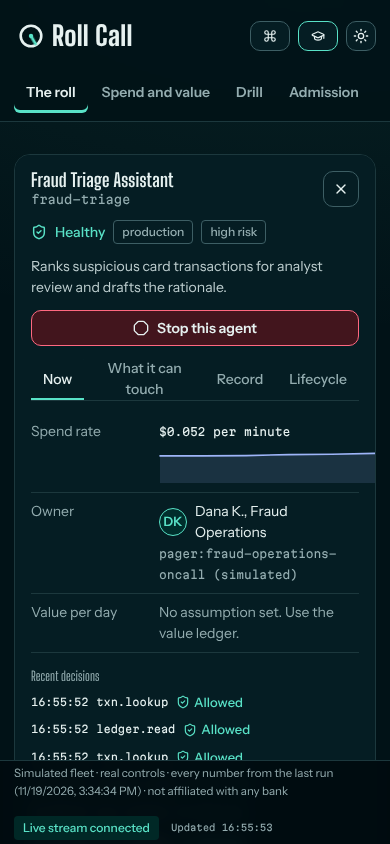 Roll Call
⌘
The roll Spend and value Drill Admission
Fraud Triage Assistant
fraud-triage
Healthy production high risk
Ranks suspicious card transactions for analyst
review and drafts the rationale.
Stop this agent
Now What it can touch Record Lifecycle
Spend rate $0.052 per minute
Owner DK Dana K., Fraud
Operations
pager:fraud-operations-
oncall (simulated)
Value per day No assumption set. Use the
value ledger.
Recent decisions
16:55:52 txn.lookup Allowed
16:55:52 ledger.read Allowed
16:55:52 txn.lookup Allowed
Simulated fleet · real controls · every number from the last run
(11/19/2026, 3:34:34 PM) · not affiliated with any bank
Live stream connected Updated 16:55:53